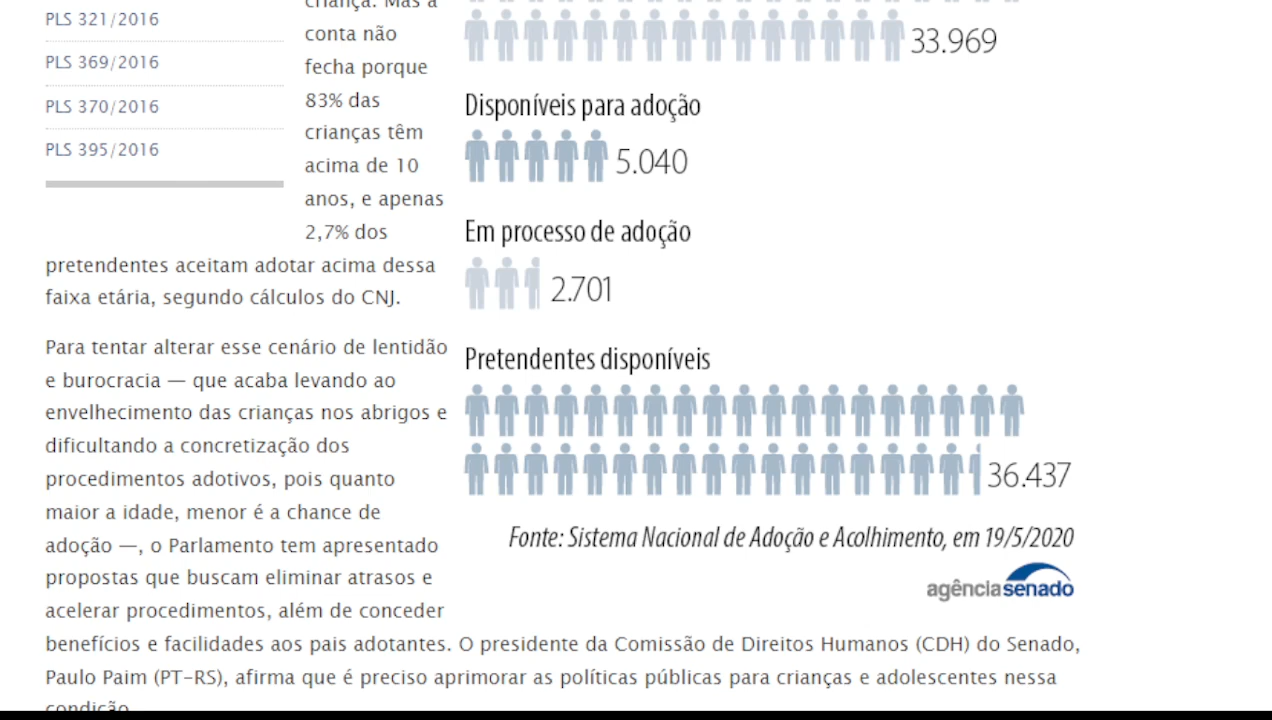 PLS 321/2016
PLS 369/2016
PLS 370/2016
PLS 395/2016
criança. Mas a
conta não
fecha porque
83% das
crianças têm
acima de 10
anos, e apenas
2,7% dos
pretendentes aceitam adotar acima dessa
faixa etária, segundo cálculos do CNJ.
Para tentar alterar esse cenário de lentidão
e burocracia — que acaba levando ao
envelhecimento das crianças nos abrigos e
dificultando a concretização dos
procedimentos adotivos, pois quanto
maior a idade, menor é a chance de
adoção —, o Parlamento tem apresentado
propostas que buscam eliminar atrasos e
acelerar procedimentos, além de conceder
benefícios e facilidades aos pais adotantes. O presidente da Comissão de Direitos Humanos (CDH) do Senado,
Paulo Paim (PT-RS), afirma que é preciso aprimorar as políticas públicas para crianças e adolescentes nessa
condição.
33.969
Disponíveis para adoção
5.040
Em processo de adoção
2.701
Pretendentes disponíveis
36.437
Fonte: Sistema Nacional de Adoção e Acolhimento, em 19/5/2020
agênciasenado